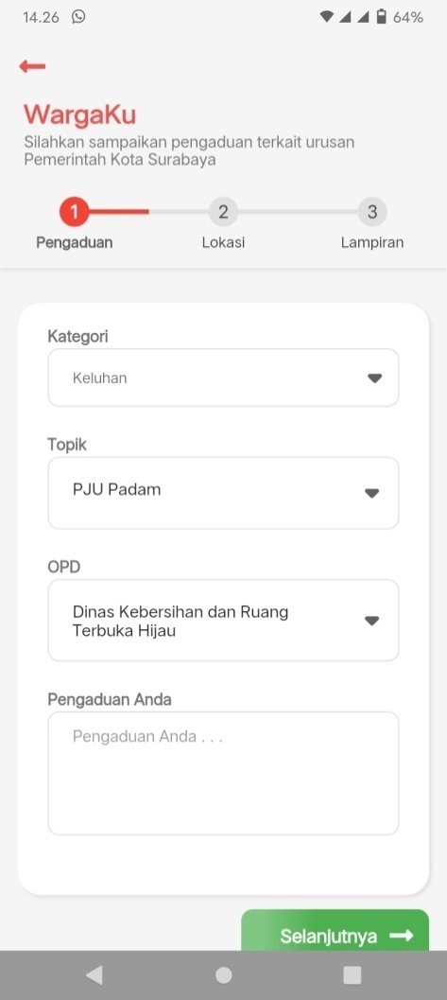 14.26
64%
WargaKu
Silahkan sampaikan pengaduan terkait urusan
Pemerintah Kota Surabaya
1
2
3
Pengaduan
Lokasi
Lampiran
Kategori
Keluhan
Topik
PJU Padam
OPD
Dinas Kebersihan dan Ruang
Terbuka Hijau
Pengaduan Anda
Pengaduan Anda . . .
Selanjutnya